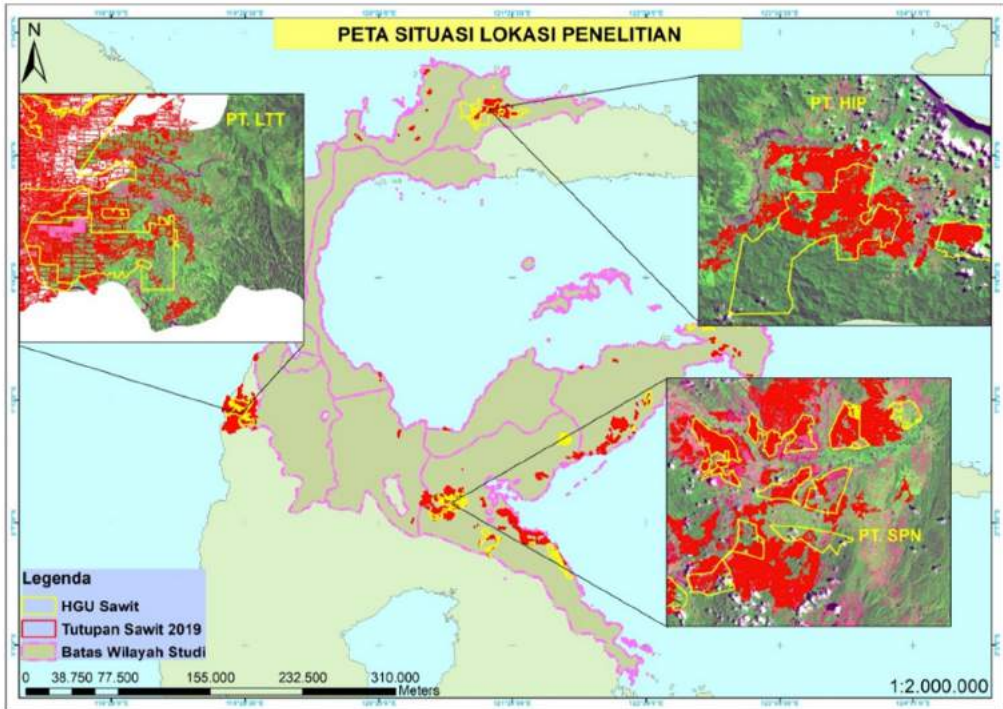 PETA SITUASI LOKASI PENELITIAN
N
PT. LTT
PT. HIP
PT. SPN
Legenda
HGU Sawit
Tutupan Sawit 2019
Batas Wilayah Studi
0 38.750 77.500 155.000 232.500 310.000
Meters
1:2.000.000